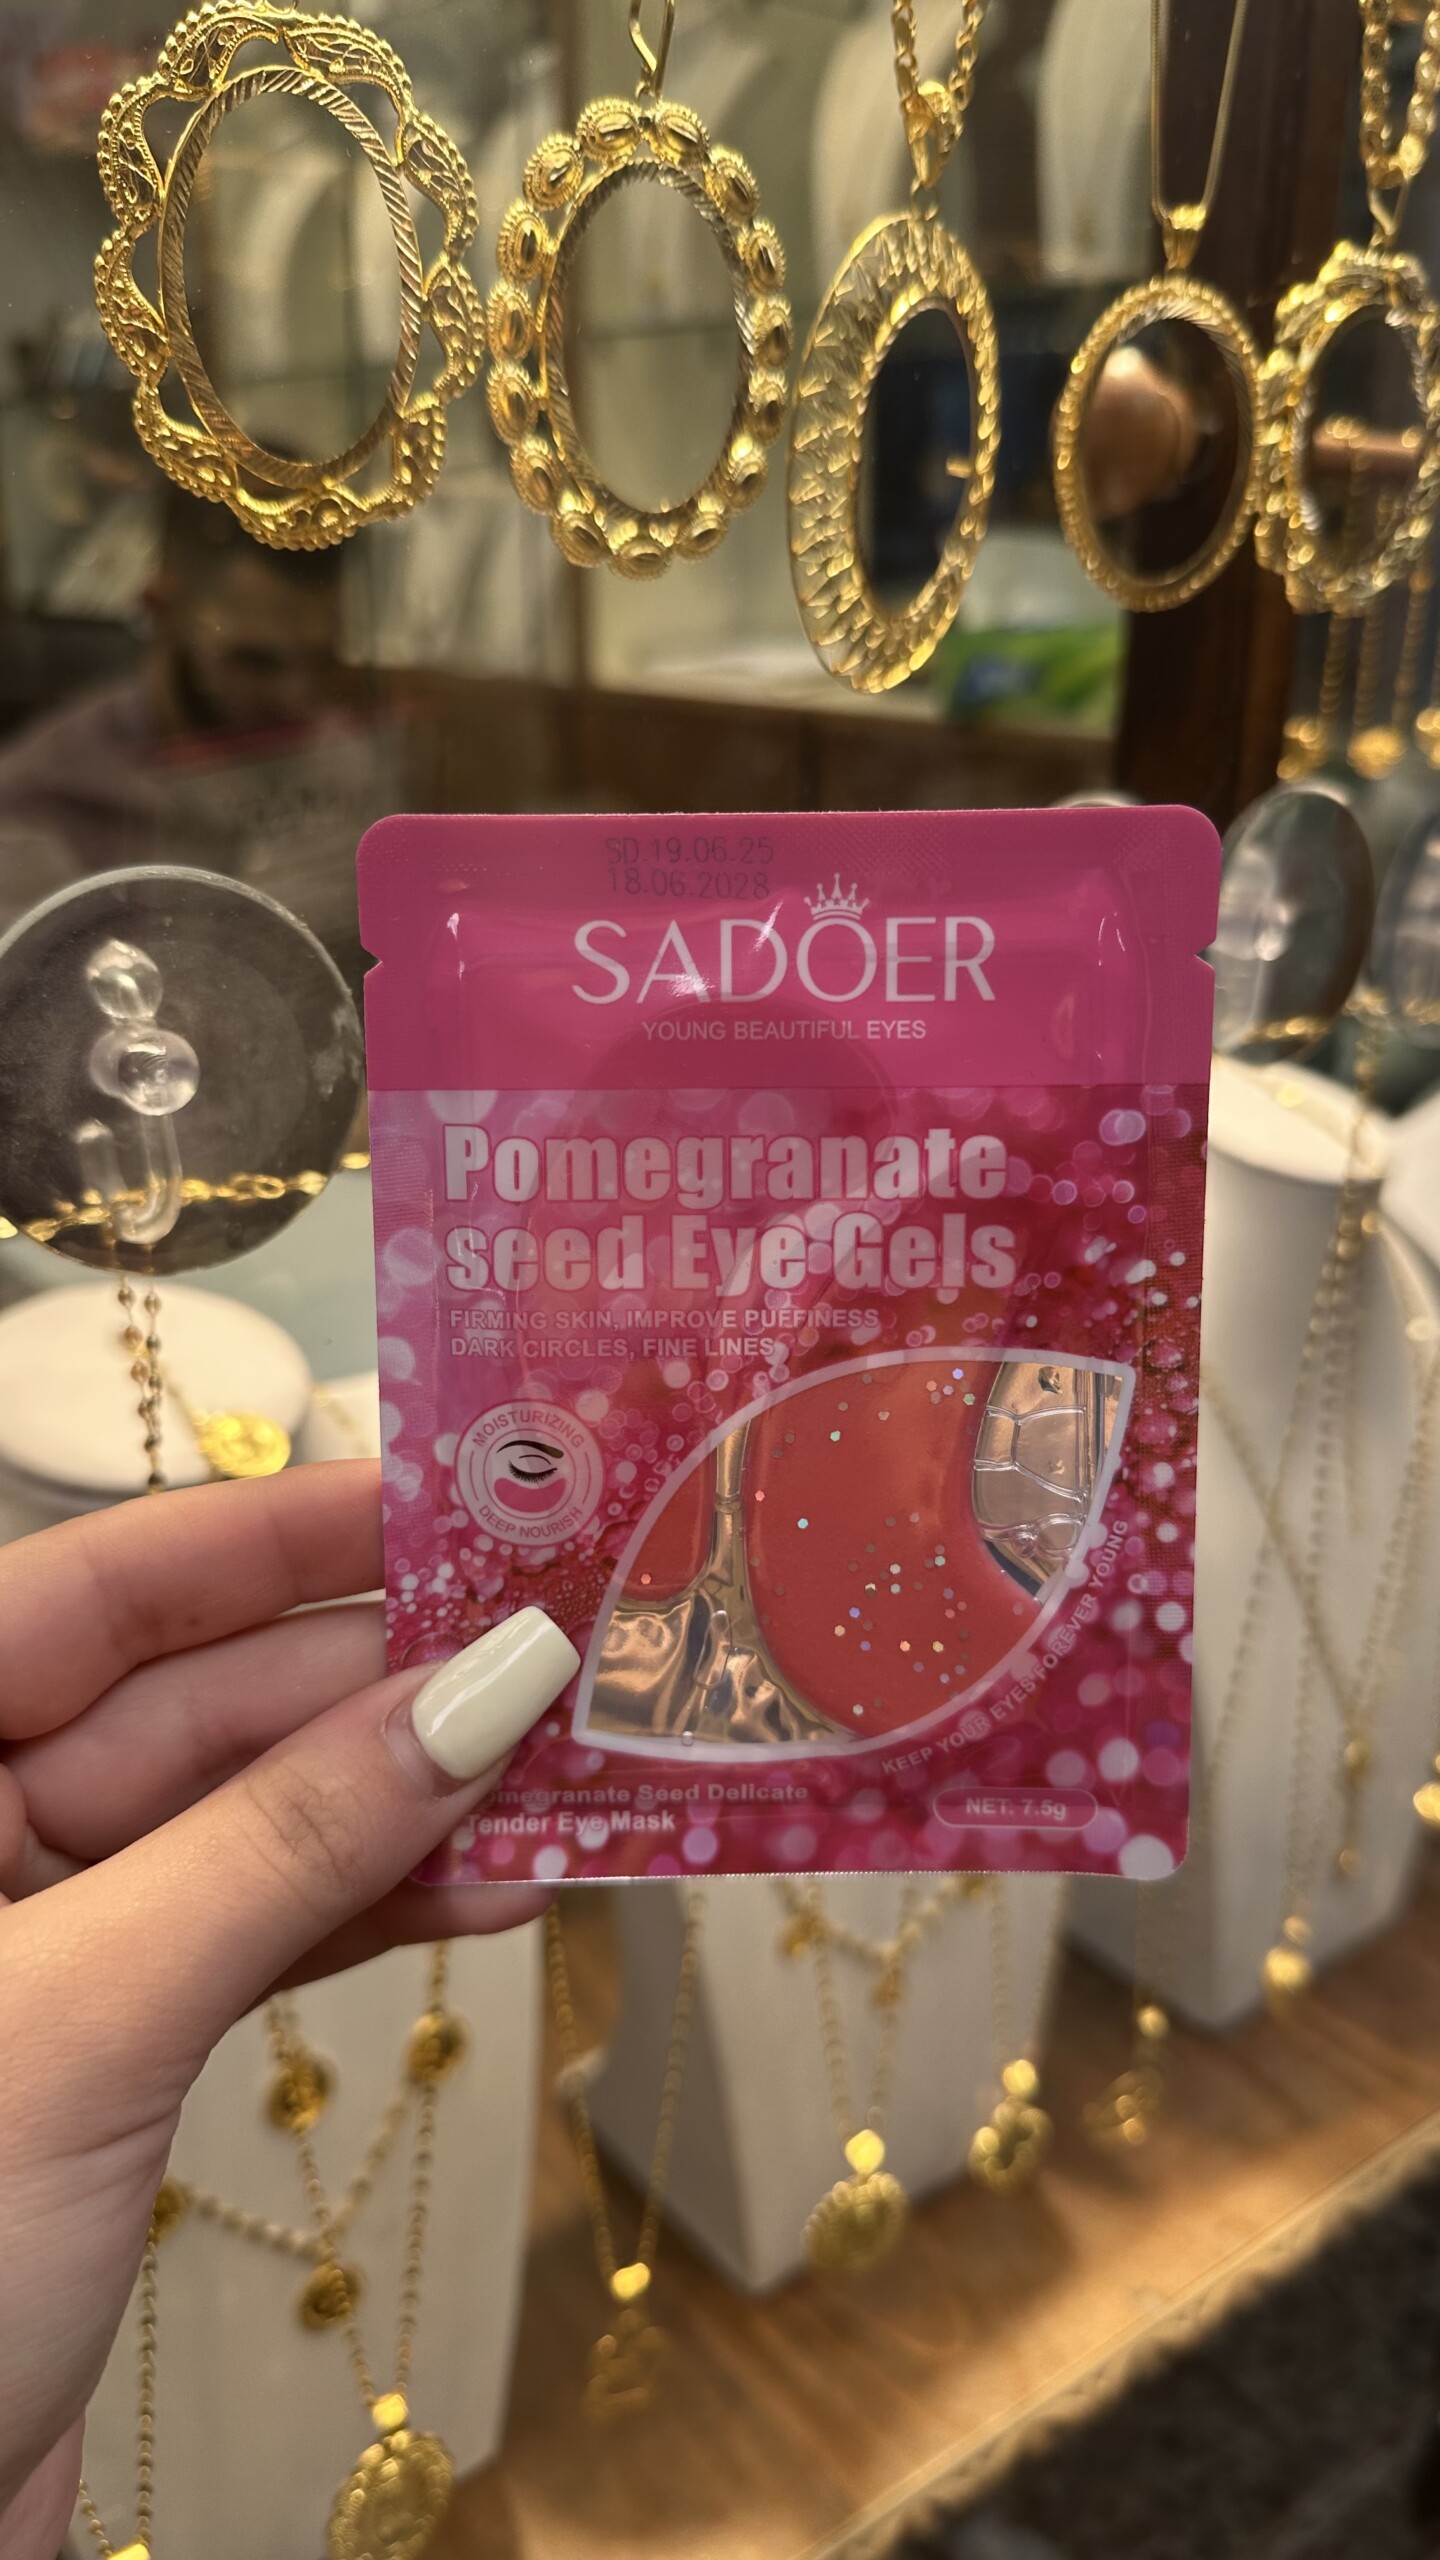 SD.19.06.25
18.06.2028
SADOER
YOUNG BEAUTIFUL EYES
Pomegranate
seed Eye Gels
FIRMING SKIN, IMPROVE PUFFINESS
DARK CIRCLES, FINE LINES
MOISTURIZING
DEEP NOURISH
KEEP YOUR EYES FOREVER YOUNG
omegranate Seed Delicate
Tender Eye Mask
NET: 7.5g